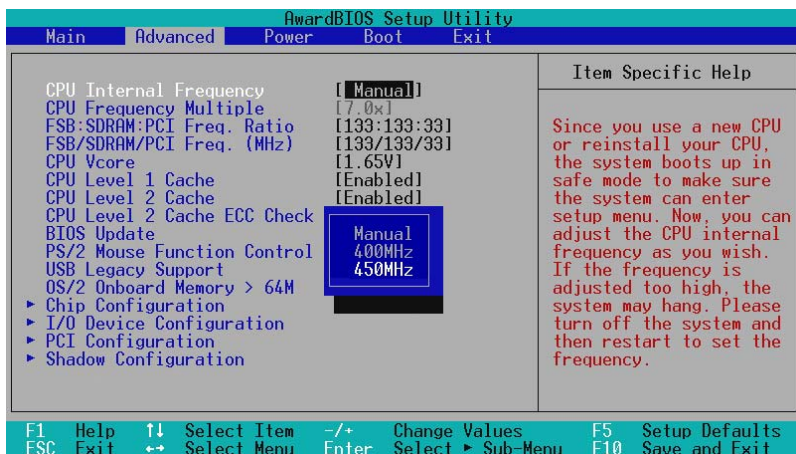 AwardBIOS Setup Utility
Main Advanced Power Boot Exit
CPU Internal Frequency [ Manual]
CPU Frequency Multiple [7.0x]
FSB:SDRAM:PCI Freq. Ratio [133:133:33]
FSB/SDRAM/PCI Freq. (MHz) [133/133/33]
CPU Vcore [1.65V]
CPU Level 1 Cache [Enabled]
CPU Level 2 Cache [Enabled]
CPU Level 2 Cache ECC Check
BIOS Update
PS/2 Mouse Function Control
USB Legacy Support
OS/2 Onboard Memory > 64M
► Chip Configuration
► I/O Device Configuration
► PCI Configuration
► Shadow Configuration
Manual
400MHz
450MHz
Item Specific Help
Since you use a new CPU
or reinstall your CPU,
the system boots up in
safe mode to make sure
the system can enter
setup menu. Now, you can
adjust the CPU internal
frequency as you wish.
If the frequency is
adjusted too high, the
system may hang. Please
turn off the system and
then restart to set the
frequency.
F1 Help ↑↓ Select Item -/+ Change Values F5 Setup Defaults
ESC Exit ←→ Select Menu Enter Select ► Sub-Menu F10 Save and Exit